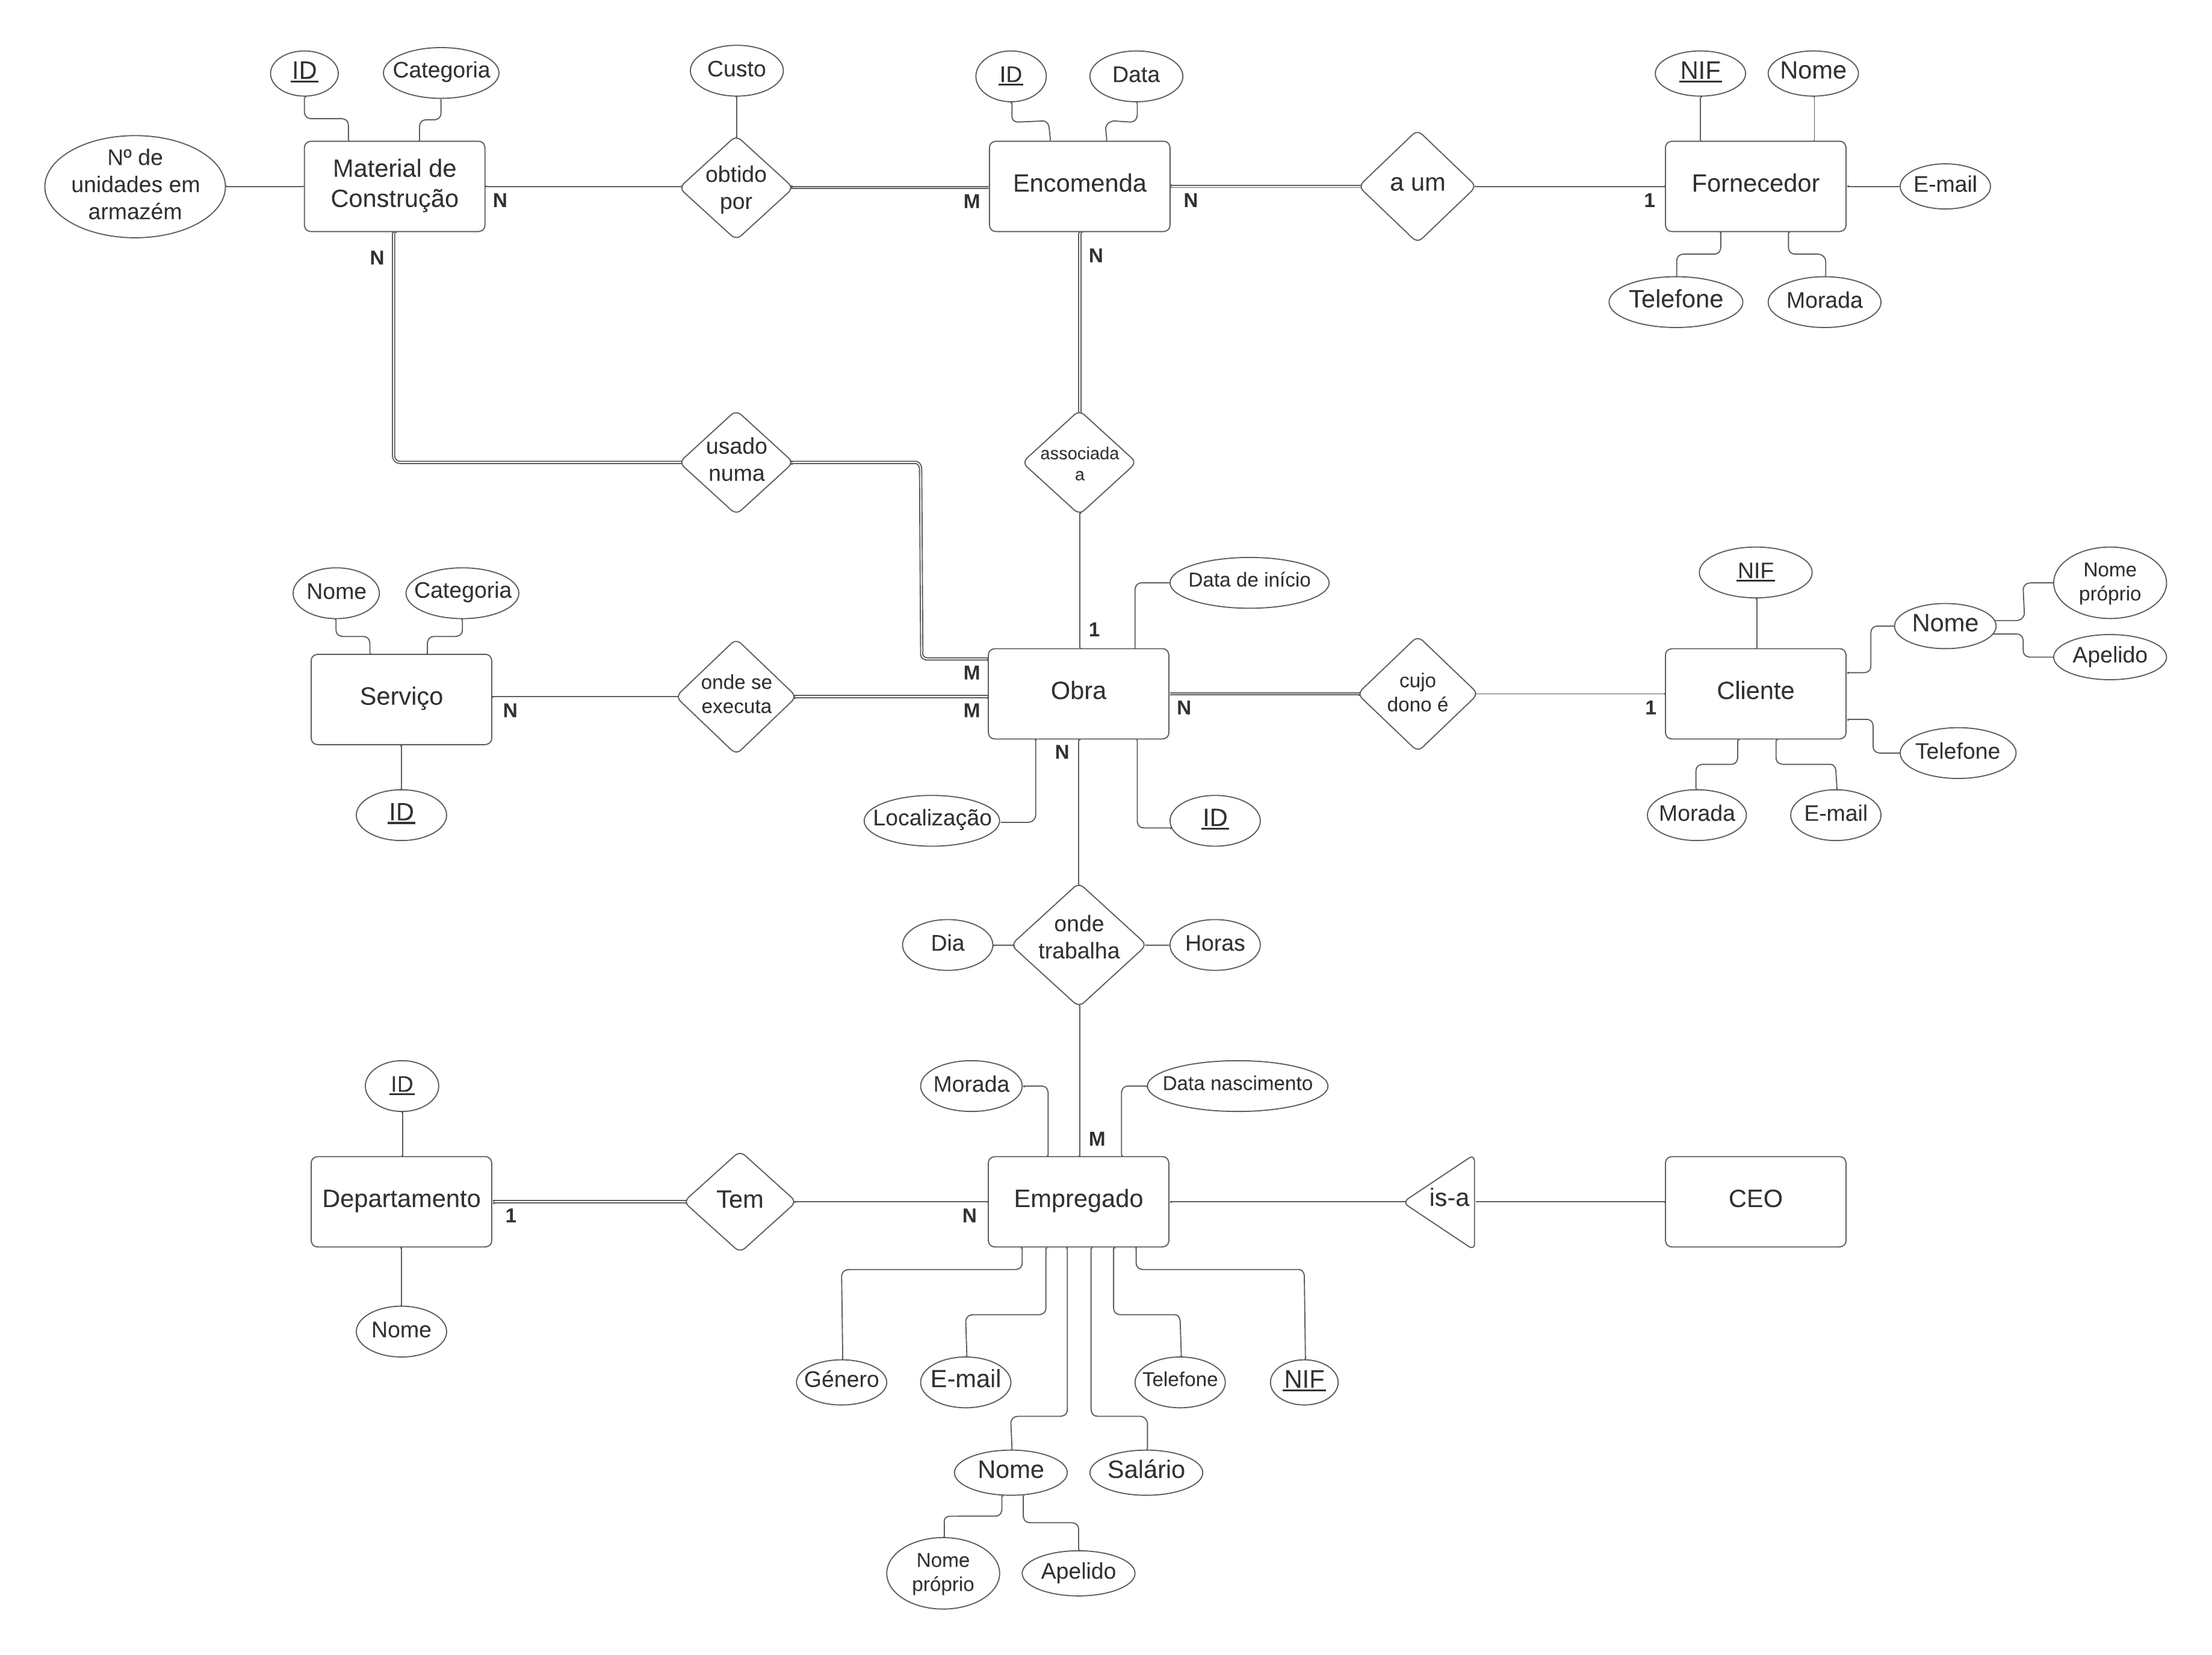 ID
Categoria
Custo
ID
Data
NIF
Nome
Nº de
unidades em
armazém
Material de
Construção
N
obtido
por
M
Encomenda
N
a um
1
Fornecedor
E-mail
N
N
Telefone
Morada
usado
numa
associada
a
Nome
Categoria
Data de início
NIF
Nome
próprio
Nome
Apelido
1
Serviço
N
onde se
executa
M
M
Obra
N
cujo
dono é
1
Cliente
Telefone
N
ID
Localização
ID
Morada
E-mail
Dia
onde
trabalha
Horas
ID
Morada
Data nascimento
M
Departamento
1
Tem
N
Empregado
is-a
CEO
Nome
Género
E-mail
Telefone
NIF
Nome
Salário
Nome
próprio
Apelido